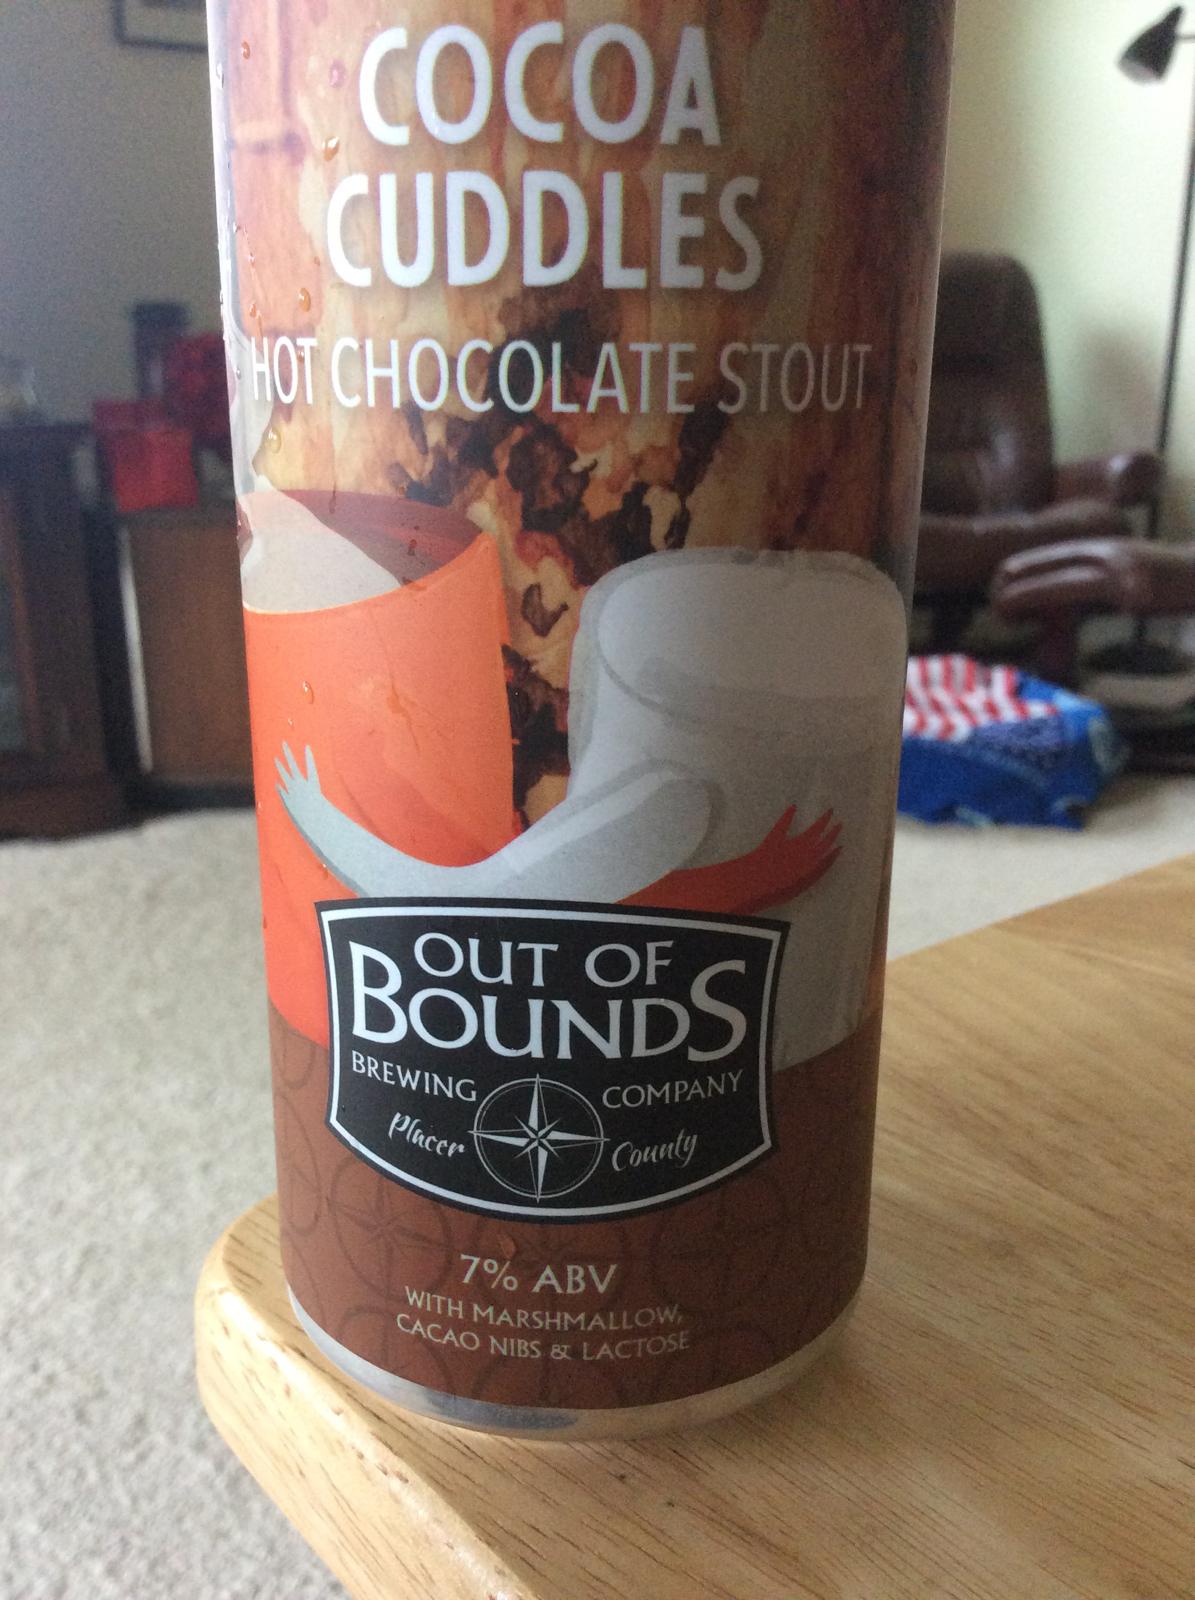 COCOA
CUDDLES
HOT CHOCOLATE STOUT
OUT OF
BOUNDS
BREWING COMPANY
Placer County
7% ABV
WITH MARSHMALLOW,
CACAO NIBS & LACTOSE